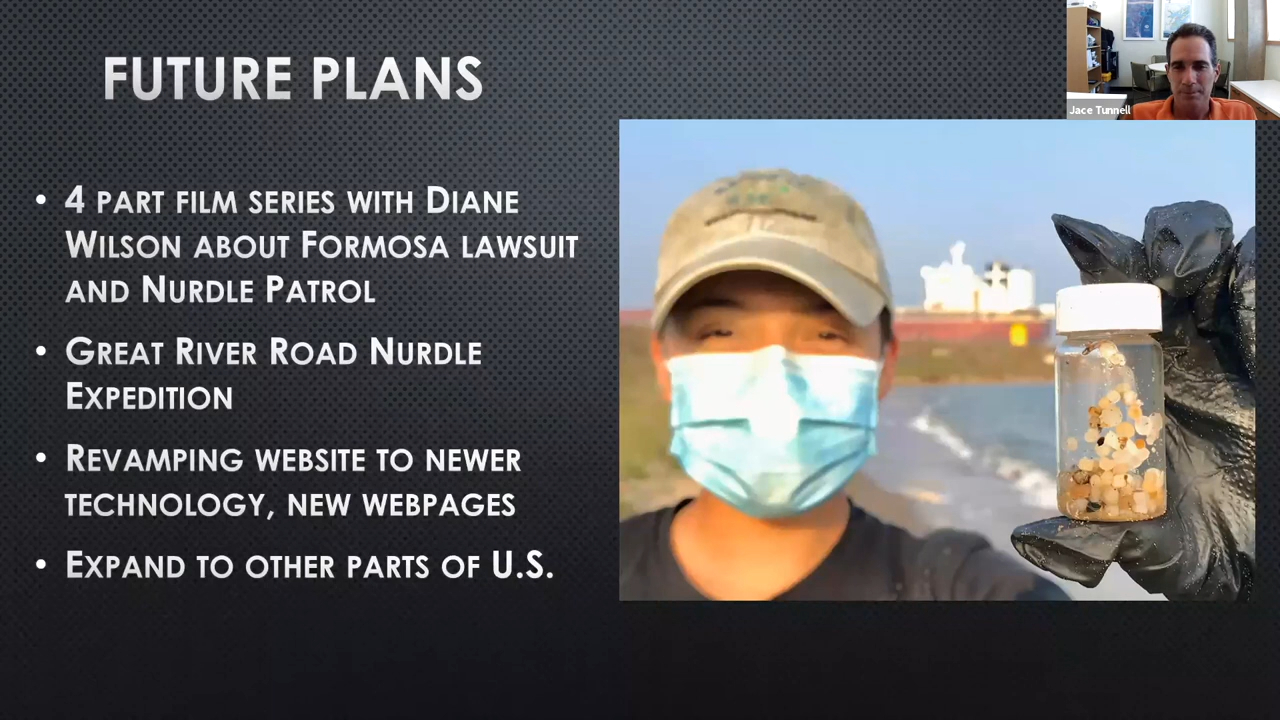 FUTURE PLANS
Jace Tunnell
• 4 PART FILM SERIES WITH DIANE
WILSON ABOUT FORMOSA LAWSUIT
AND NURDLE PATROL
• GREAT RIVER ROAD NURDLE
EXPEDITION
• REVAMPING WEBSITE TO NEWER
TECHNOLOGY, NEW WEBPAGES
• EXPAND TO OTHER PARTS OF U.S.